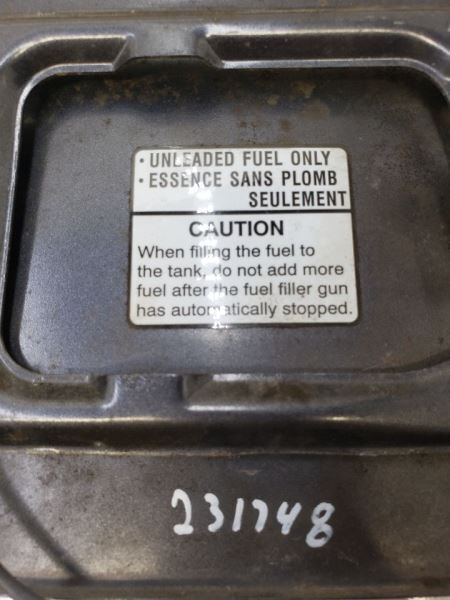 • UNLEADED FUEL ONLY
• ESSENCE SANS PLOMB
SEULEMENT
CAUTION
When filling the fuel to
the tank, do not add more
fuel after the fuel filler gun
has automatically stopped.
231748